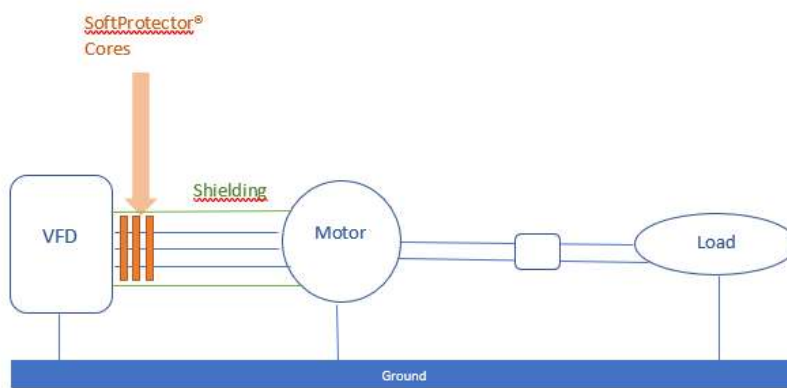 SoftProtector®
Cores
Shielding
VFD
Motor
Load
Ground